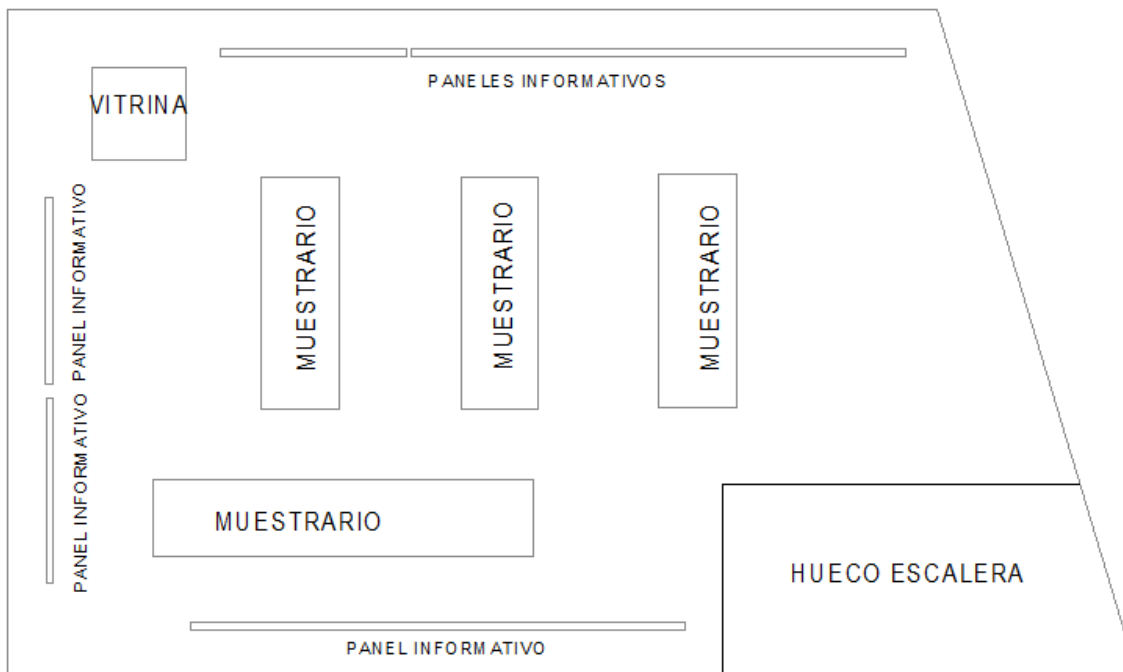 PANELES INFORMATIVOS
VITRINA
PANEL INFORMATIVO
MUESTRARIO
MUESTRARIO
MUESTRARIO
PANEL INFORMATIVO
MUESTRARIO
HUECO ESCALERA
PANEL INFORMATIVO